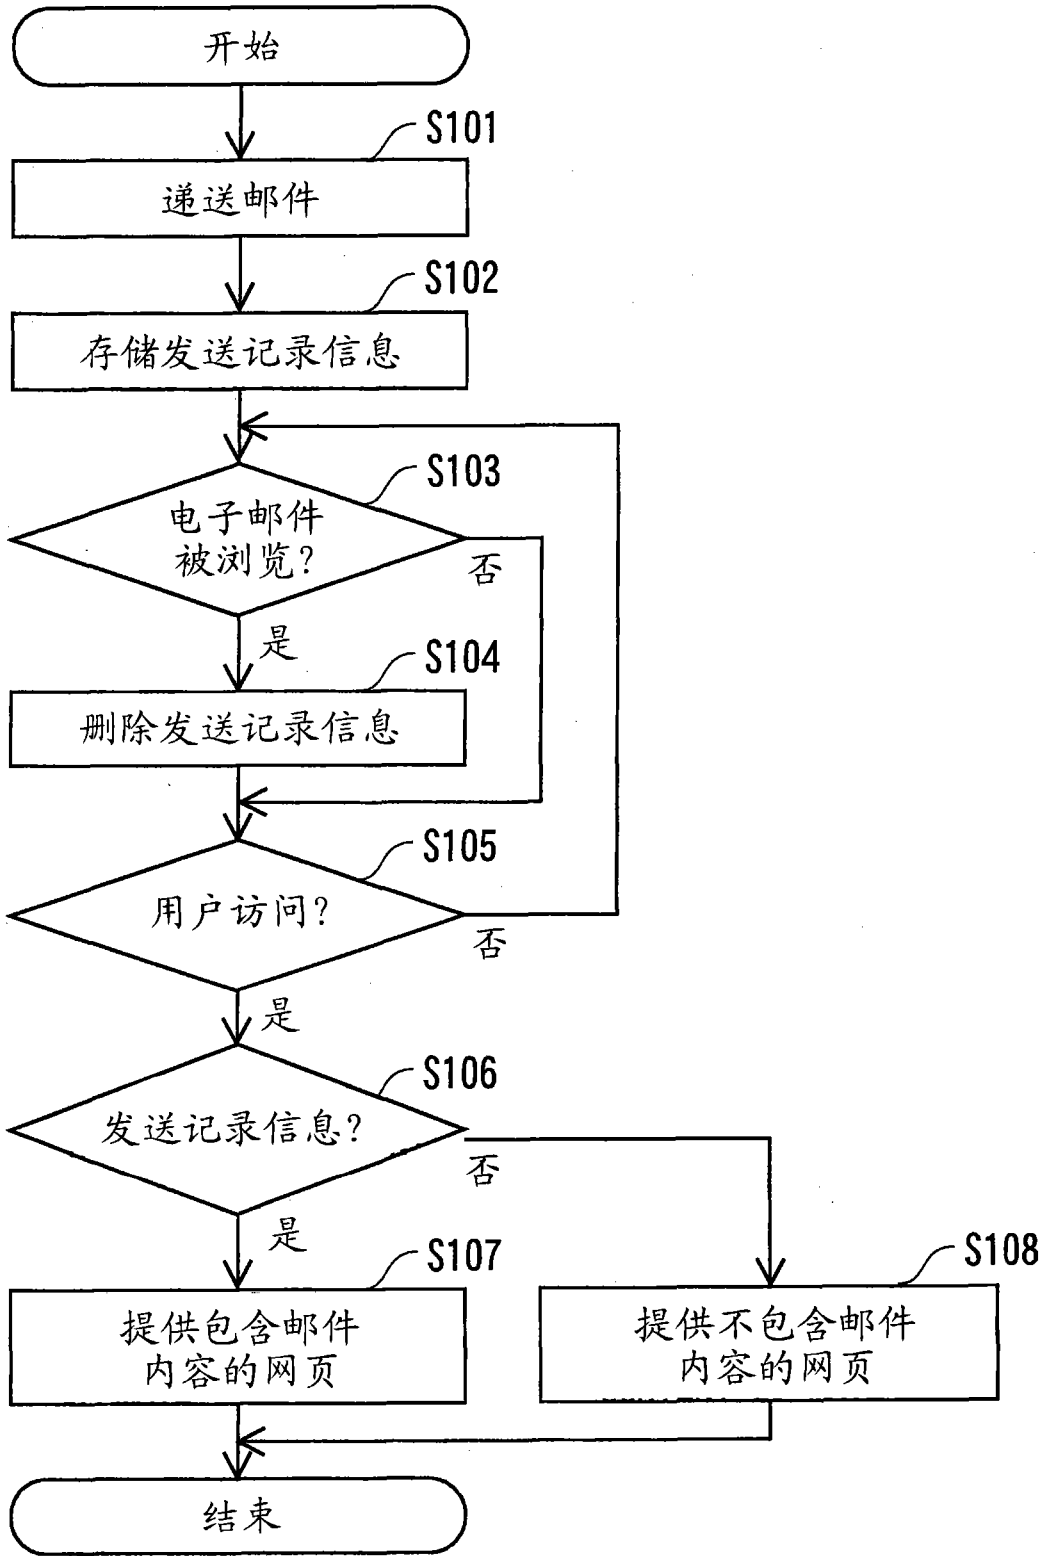 开始
S101
递送邮件
S102
存储发送记录信息
S103
电子邮件
被浏览?
否
是
S104
删除发送记录信息
S105
用户访问?
否
是
S106
发送记录信息?
否
是
S107
提供包含邮件
内容的网页
S108
提供不包含邮件
内容的网页
结束